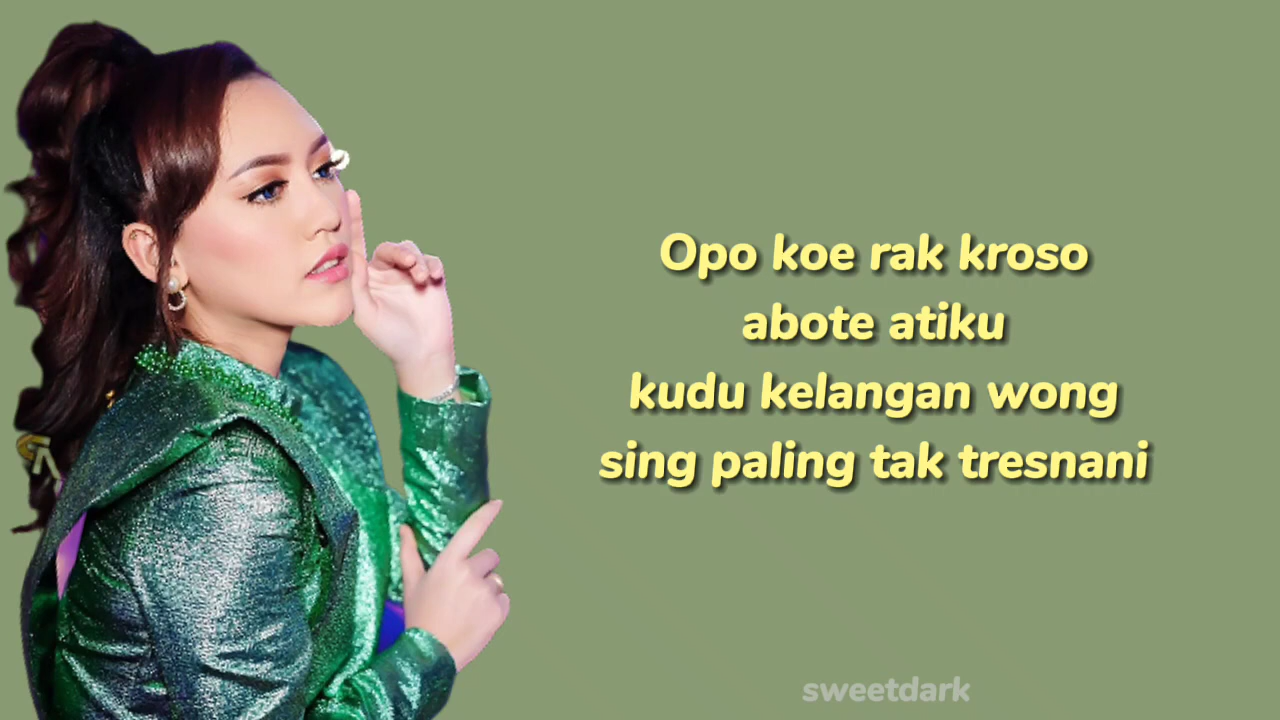 Opo koe rak kroso
abote atiku
kudu kelangan wong
sing paling tak tresnani
sweetdark